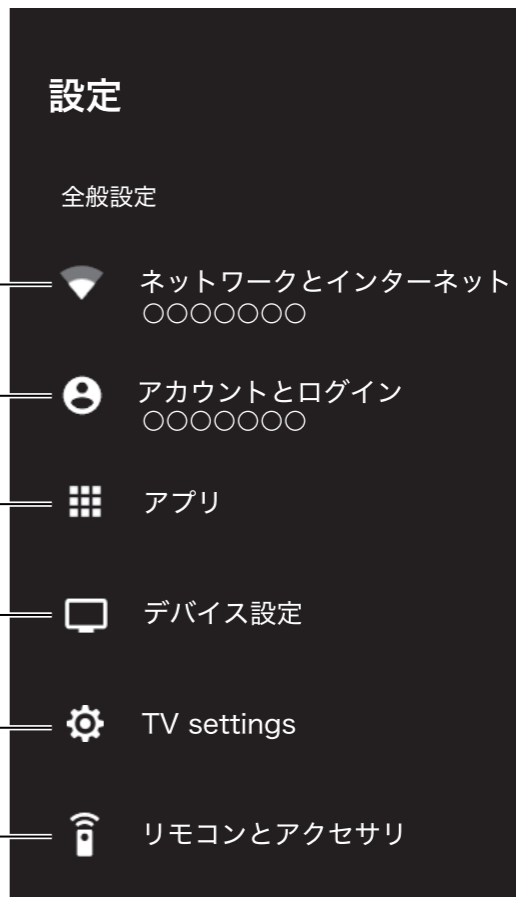 設定
全般設定
ネットワークとインターネット
○○○○○○○
アカウントとログイン
○○○○○○○
アプリ
デバイス設定
TV settings
リモコンとアクセサリ